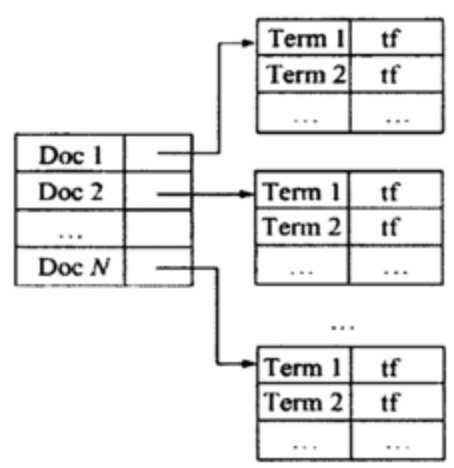 Doc 1
Doc 2
...
Doc N
Term 1 tf
Term 2 tf
... ...
Term 1 tf
Term 2 tf
... ...
...
Term 1 tf
Term 2 tf
... ...